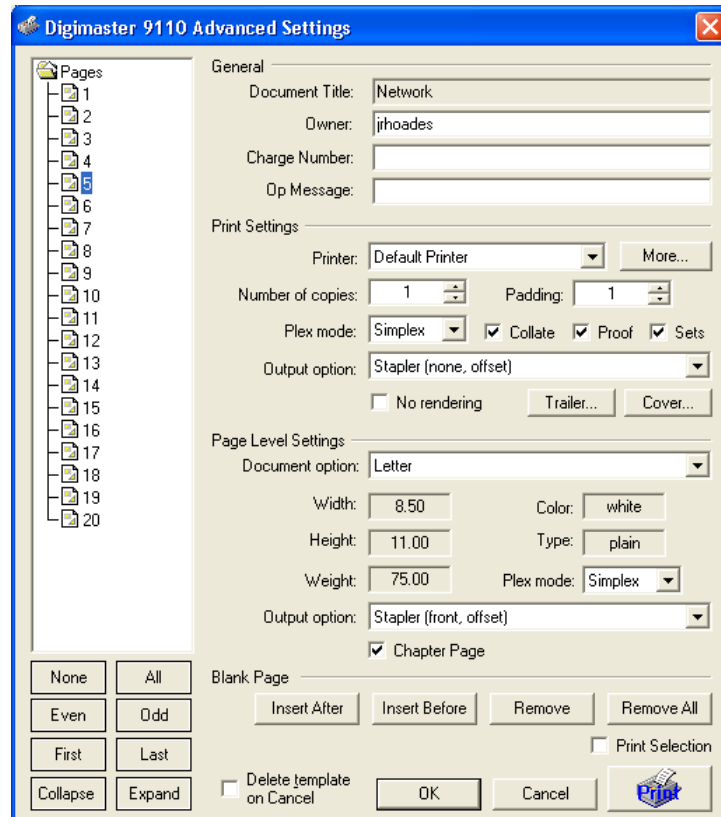 Digimaster 9110 Advanced Settings
Pages
1
2
3
4
5
6
7
8
9
10
11
12
13
14
15
16
17
18
19
20
None All
Even Odd
First Last
Collapse Expand
General
Document Title: Network
Owner: jrhoades
Charge Number:
Op Message:
Print Settings
Printer: Default Printer More...
Number of copies: 1 Padding: 1
Plex mode: Simplex Collate Proof Sets
Output option: Stapler (none, offset)
No rendering Trailer... Cover...
Page Level Settings
Document option: Letter
Width: 8.50 Color: white
Height: 11.00 Type: plain
Weight: 75.00 Plex mode: Simplex
Output option: Stapler (front, offset)
Chapter Page
Blank Page
Insert After Insert Before Remove Remove All
Print Selection
Delete template
on Cancel
OK Cancel Print